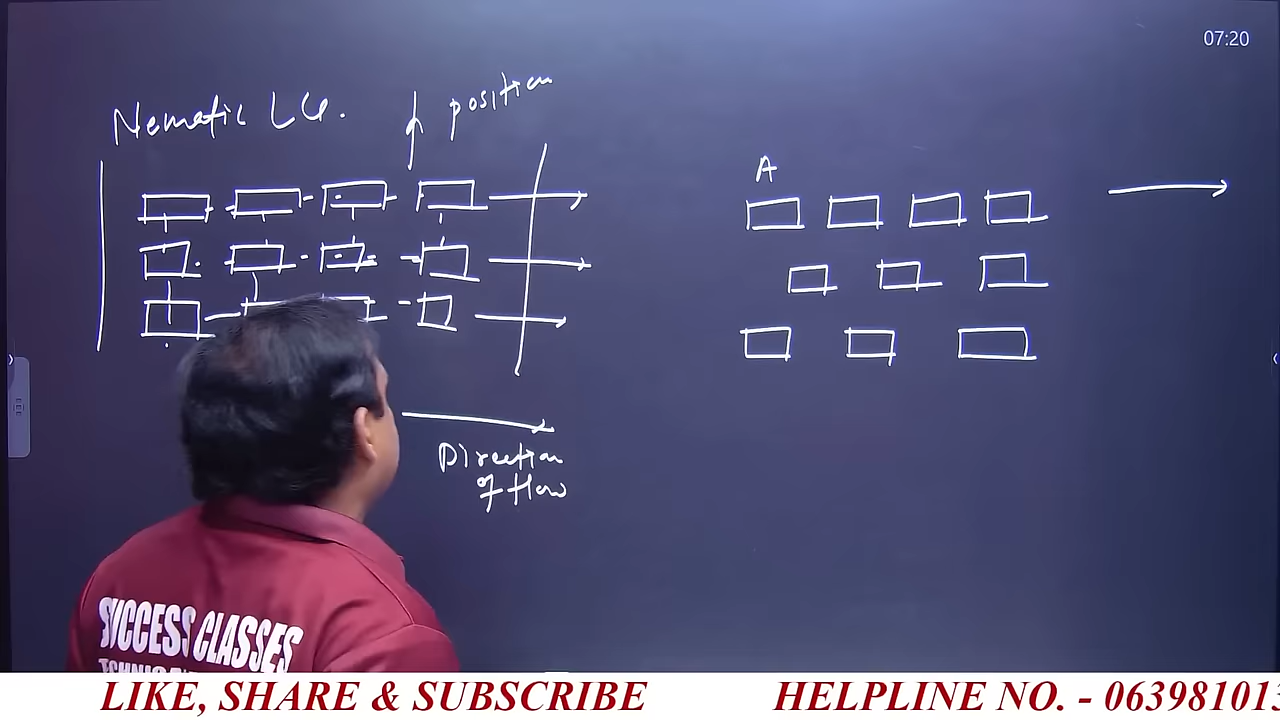 07:20
Nematic LC.
position
A
Direction
of flow
SUCCESS CLASSES
LIKE, SHARE & SUBSCRIBE HELPLINE NO. - 063981013